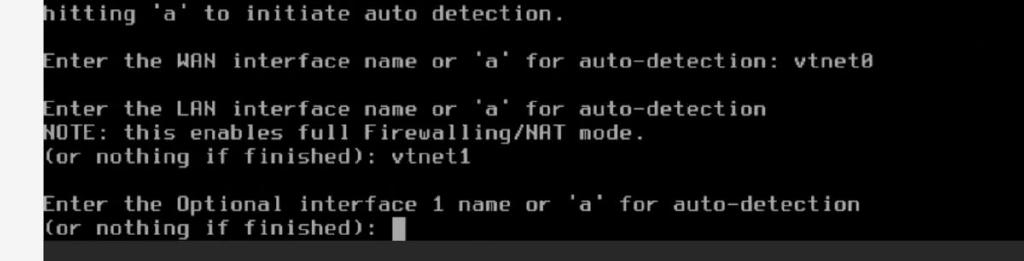 hitting 'a' to initiate auto detection.
Enter the WAN interface name or 'a' for auto-detection: vtnet0
Enter the LAN interface name or 'a' for auto-detection
NOTE: this enables full Firewalling/NAT mode.
(or nothing if finished): vtnet1
Enter the Optional interface 1 name or 'a' for auto-detection
(or nothing if finished):